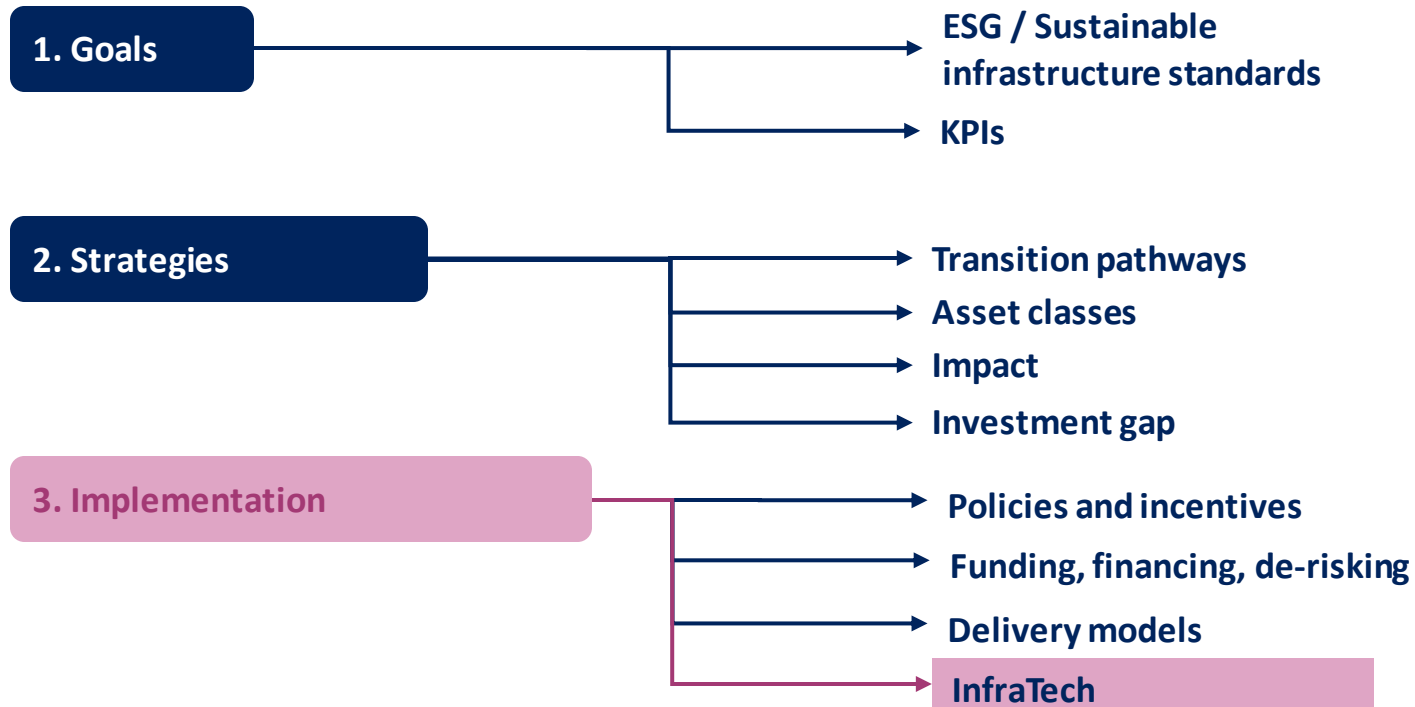 1. Goals
ESG / Sustainable
infrastructure standards
KPIs
2. Strategies
Transition pathways
Asset classes
Impact
Investment gap
3. Implementation
Policies and incentives
Funding, financing, de-risking
Delivery models
InfraTech